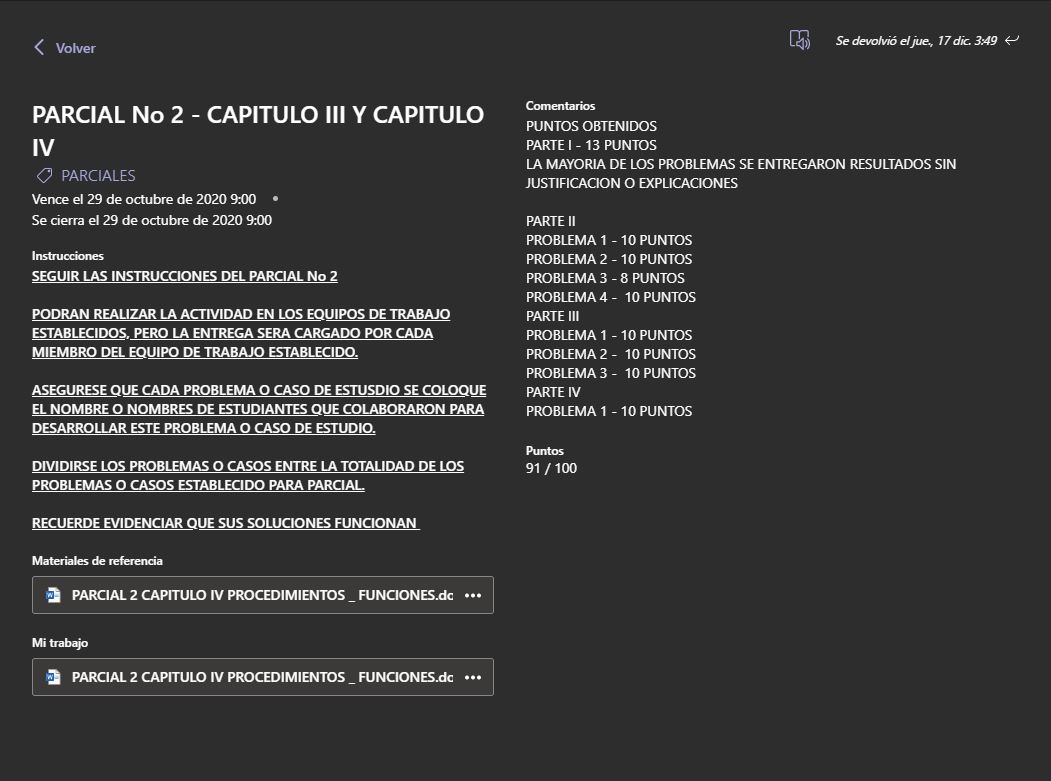 Volver
Se devolvió el jue., 17 dic. 3:49
PARCIAL No 2 - CAPITULO III Y CAPITULO
IV
PARCIALES
Vence el 29 de octubre de 2020 9:00 •
Se cierra el 29 de octubre de 2020 9:00
Instrucciones
SEGUIR LAS INSTRUCCIONES DEL PARCIAL No 2
PODRAN REALIZAR LA ACTIVIDAD EN LOS EQUIPOS DE TRABAJO
ESTABLECIDOS, PERO LA ENTREGA SERA CARGADO POR CADA
MIEMBRO DEL EQUIPO DE TRABAJO ESTABLECIDO.
ASEGURESE QUE CADA PROBLEMA O CASO DE ESTUSDIO SE COLOQUE
EL NOMBRE O NOMBRES DE ESTUDIANTES QUE COLABORARON PARA
DESARROLLAR ESTE PROBLEMA O CASO DE ESTUDIO.
DIVIDIRSE LOS PROBLEMAS O CASOS ENTRE LA TOTALIDAD DE LOS
PROBLEMAS O CASOS ESTABLECIDO PARA PARCIAL.
RECUERDE EVIDENCIAR QUE SUS SOLUCIONES FUNCIONAN
Materiales de referencia
PARCIAL 2 CAPITULO IV PROCEDIMIENTOS _ FUNCIONES.dc
Mi trabajo
PARCIAL 2 CAPITULO IV PROCEDIMIENTOS _ FUNCIONES.dc
Comentarios
PUNTOS OBTENIDOS
PARTE I - 13 PUNTOS
LA MAYORIA DE LOS PROBLEMAS SE ENTREGARON RESULTADOS SIN
JUSTIFICACION O EXPLICACIONES
PARTE II
PROBLEMA 1 - 10 PUNTOS
PROBLEMA 2 - 10 PUNTOS
PROBLEMA 3 - 8 PUNTOS
PROBLEMA 4 - 10 PUNTOS
PARTE III
PROBLEMA 1 - 10 PUNTOS
PROBLEMA 2 - 10 PUNTOS
PROBLEMA 3 - 10 PUNTOS
PARTE IV
PROBLEMA 1 - 10 PUNTOS
Puntos
91 / 100